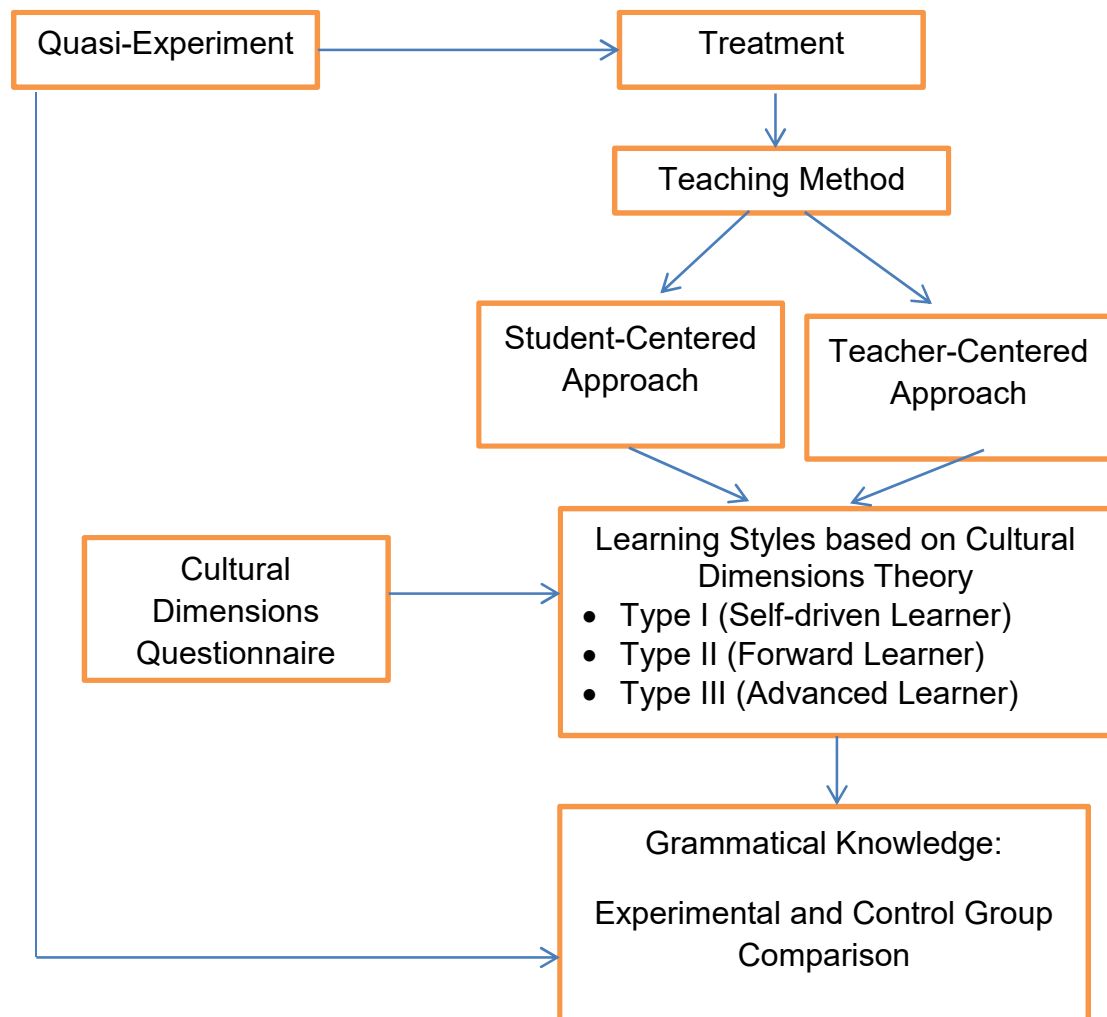 Quasi-Experiment
Treatment
Teaching Method
Student-Centered
Approach
Teacher-Centered
Approach
Cultural
Dimensions
Questionnaire
Learning Styles based on Cultural
Dimensions Theory
• Type I (Self-driven Learner)
• Type II (Forward Learner)
• Type III (Advanced Learner)
Grammatical Knowledge:
Experimental and Control Group
Comparison